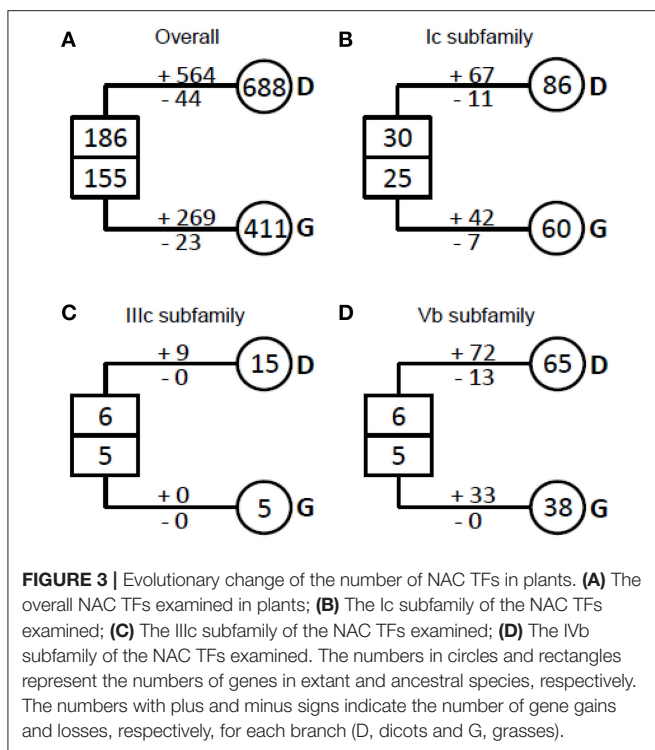 A Overall
+ 564
- 44
688 D
186
155
+ 269
- 23
411 G
B Ic subfamily
+ 67
- 11
86 D
30
25
+ 42
- 7
60 G
C IIIc subfamily
+ 9
- 0
15 D
6
5
+ 0
- 0
5 G
D Vb subfamily
+ 72
- 13
65 D
6
5
+ 33
- 0
38 G
FIGURE 3 | Evolutionary change of the number of NAC TFs in plants. (A) The
overall NAC TFs examined in plants; (B) The Ic subfamily of the NAC TFs
examined; (C) The IIIc subfamily of the NAC TFs examined; (D) The IVb
subfamily of the NAC TFs examined. The numbers in circles and rectangles
represent the numbers of genes in extant and ancestral species, respectively.
The numbers with plus and minus signs indicate the number of gene gains
and losses, respectively, for each branch (D, dicots and G, grasses).